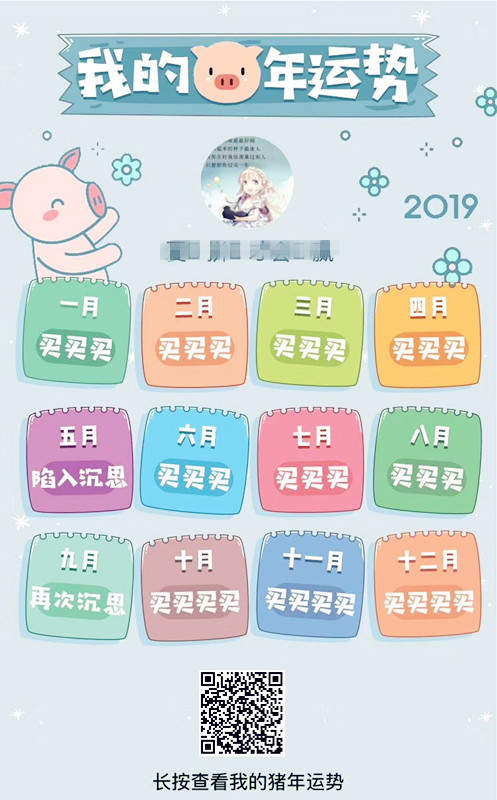 我的年运势
2019
一月
买买买
二月
买买买
三月
买买买
四月
买买买
五月
陷入沉思
六月
买买买
七月
买买买
八月
买买买
九月
再次沉思
十月
买买买买
十一月
买买买买
十二月
买买买买
长按查看我的猪年运势